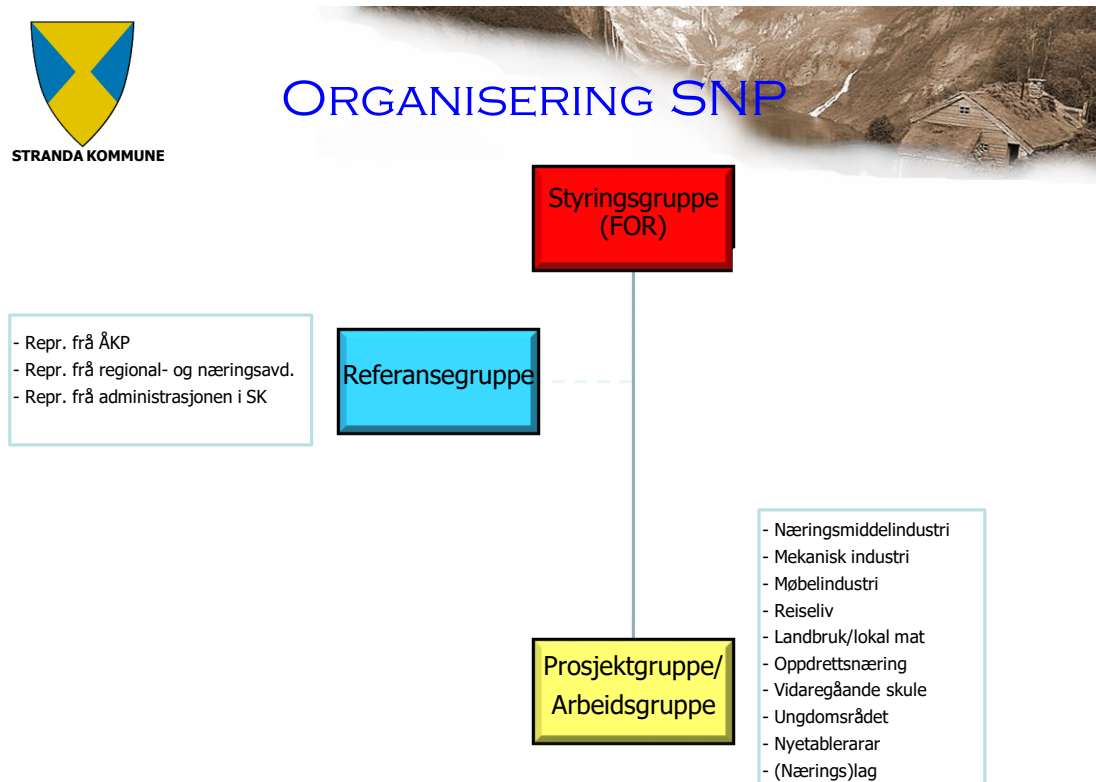 ORGANISERING SNP
STRANDA KOMMUNE
Styringsgruppe
(FOR)
- Repr. frå ÅKP
- Repr. frå regional- og næringsavd.
- Repr. frå administrasjonen i SK
Referansegruppe
- Næringsmiddelindustri
- Mekanisk industri
- Møbelindustri
- Reiseliv
- Landbruk/lokal mat
- Oppdrettsnæring
- Vidaregåande skule
- Ungdomsrådet
- Nyetablerarar
- (Nærings)lag
Prosjektgruppe/
Arbeidsgruppe